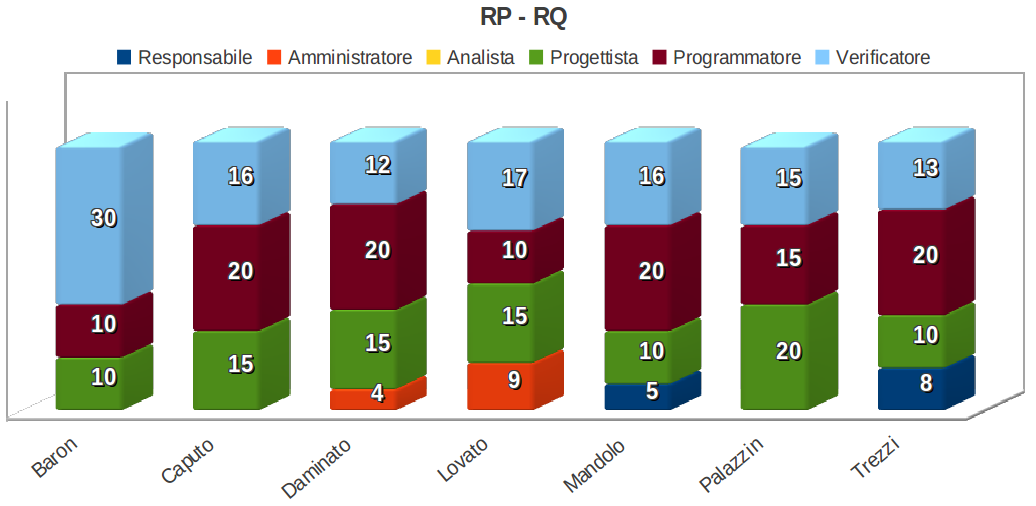 RP - RQ
Responsabile Amministratore Analista Progettista Programmatore Verificatore
30 16 12 17 16 15 13
10 20 20 10 20 15 20
10 15 15 15 10 20 10
4 9 5 8
Baron Caputo Daminato Lovato Mandolo Palazzin Trezzi